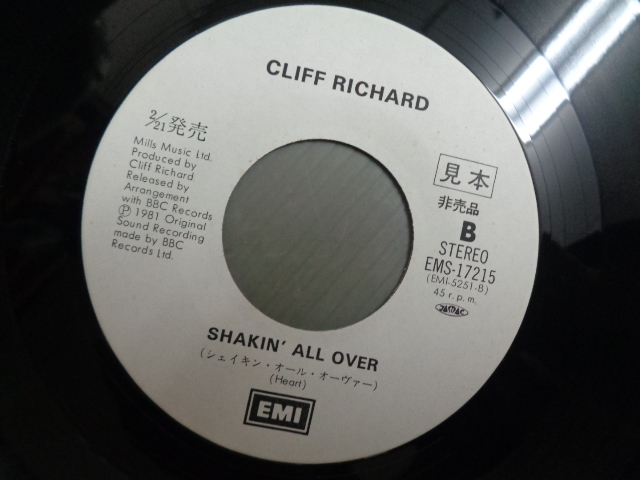 CLIFF RICHARD
2/21発売
Mills Music Ltd.
Produced by
Cliff Richard
Released by
Arrangement
with BBC Records
Ⓟ 1981 Original
Sound Recording
made by BBC
Records Ltd.
見本
非売品
B
STEREO
EMS-17215
(EMI-5251-B)
45 r.p.m.
JASRAC
SHAKIN' ALL OVER
(シェイキン・オール・オーヴァー)
(Heart)
EMI